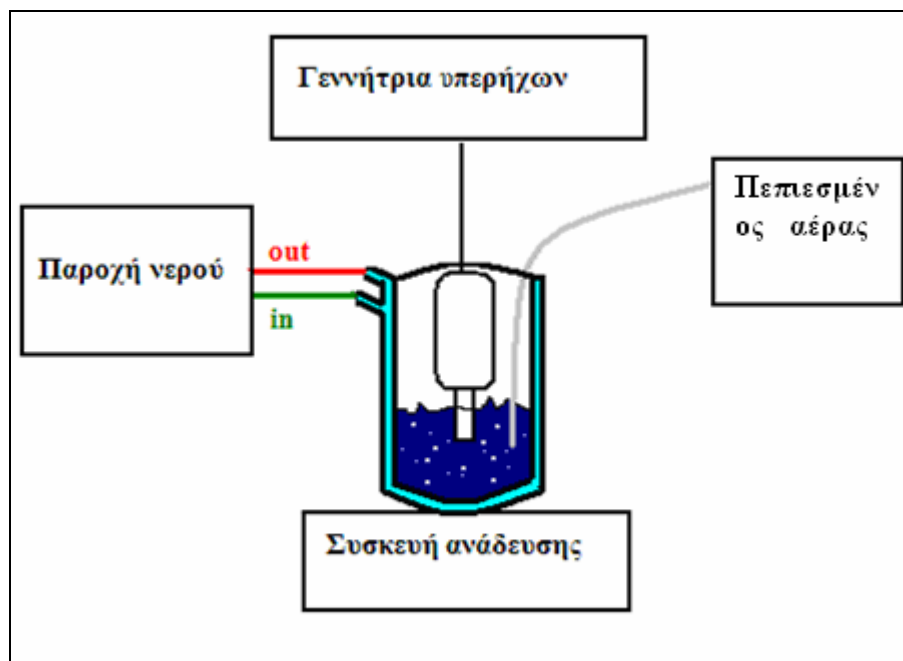 Γεννήτρια υπερήχων
Πεπιεσμέν
ος αέρας
Παροχή νερού
out
in
Συσκευή ανάδευσης